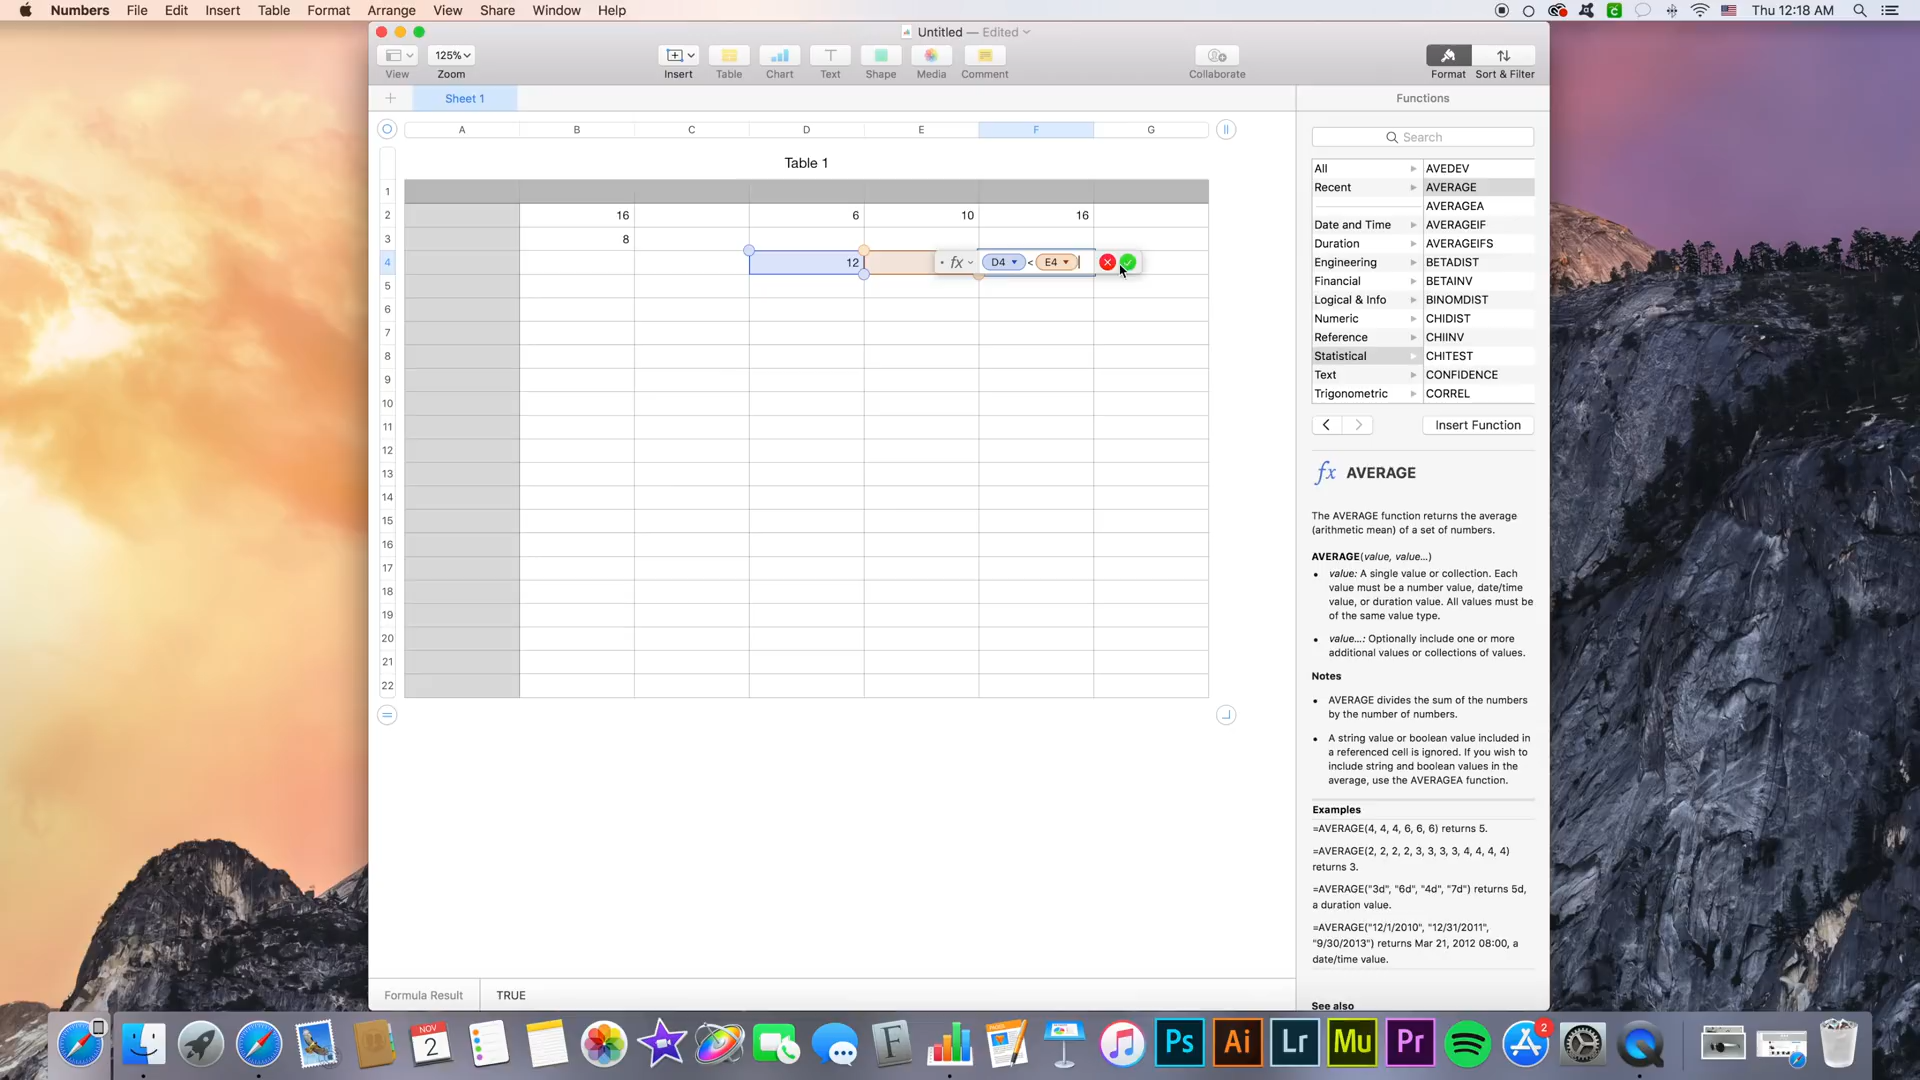 Numbers File Edit Insert Table Format Arrange View Share Window Help
Thu 12:18 AM
Untitled — Edited
125%
View Zoom
Insert Table Chart Text Shape Media Comment
Collaborate
Format Sort & Filter
Sheet 1
Functions
A B C D E F G
Table 1
1
2 16 6 10 16
3 8
4 12 fx D4 < E4
5
6
7
8
9
10
11
12
13
14
15
16
17
18
19
20
21
22
Search
All AVEDEV
Recent AVERAGE
AVERAGEA
Date and Time AVERAGEIF
Duration AVERAGEIFS
Engineering BETADIST
Financial BETAINV
Logical & Info BINOMDIST
Numeric CHIDIST
Reference CHIINV
Statistical CHITEST
Text CONFIDENCE
Trigonometric CORREL
Insert Function
fx AVERAGE
The AVERAGE function returns the average
(arithmetic mean) of a set of numbers.
AVERAGE(value, value…)
• value: A single value or collection. Each
value must be a number value, date/time
value, or duration value. All values must be
of the same value type.
• value…: Optionally include one or more
additional values or collections of values.
Notes
• AVERAGE divides the sum of the numbers
by the number of numbers.
• A string value or boolean value included in
a referenced cell is ignored. If you wish to
include string and boolean values in the
average, use the AVERAGEA function.
Examples
=AVERAGE(4, 4, 4, 6, 6, 6) returns 5.
=AVERAGE(2, 2, 2, 2, 3, 3, 3, 3, 4, 4, 4, 4)
returns 3.
=AVERAGE("3d", "6d", "4d", "7d") returns 5d,
a duration value.
=AVERAGE("12/1/2010", "12/31/2011",
"9/30/2013") returns Mar 21, 2012 08:00, a
date/time value.
See also
Formula Result TRUE
NOV
2
F
Ps Ai Lr Mu Pr
2